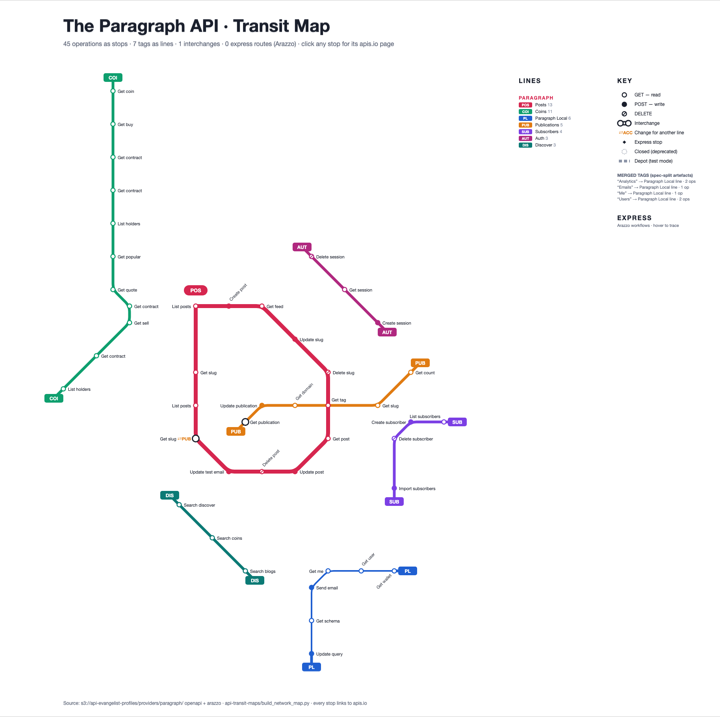 The Paragraph API · Transit Map
45 operations as stops · 7 tags as lines · 1 interchanges · 0 express routes (Arazzo) · click any stop for its apis.io page
LINES
PARAGRAPH
POS Posts 13
COI Coins 11
PL Paragraph Local 6
PUB Publications 5
SUB Subscribers 4
AUT Auth 3
DIS Discover 3
KEY
GET — read
POST — write
DELETE
Interchange
Change for another line
Express stop
Closed (deprecated)
Depot (test mode)
MERGED TAGS (spec-split artefacts)
"Analytics" → Paragraph Local line · 2 ops
"Emails" → Paragraph Local line · 1 op
"Me" → Paragraph Local line · 1 op
"Users" → Paragraph Local line · 2 ops
EXPRESS
Arazzo workflows · hover to trace
COI
Get coin
Get buy
Get contract
Get contract
List holders
Get popular
Get quote
Get contract
Get sell
Get contract
List holders
COI
AUT
Delete session
Get session
Create session
AUT
POS
List posts
Create post
Get feed
Update slug
Get slug
Delete slug
List posts
Get tag
Get slug
Get post
Update test email
Delete post
Update post
PUB
Get count
Get slug
Get domain
Update publication
Get publication
PUB
List subscribers
SUB
Create subscriber
Delete subscriber
Import subscribers
SUB
DIS
Search discover
Search coins
Search blogs
DIS
Get me
Get user
Get wallet
PL
Send email
Get schema
Update query
PL
Source: s3://api-evangelist-profiles/providers/paragraph/ openapi + arazzo · api-transit-maps/build_network_map.py · every stop links to apis.io